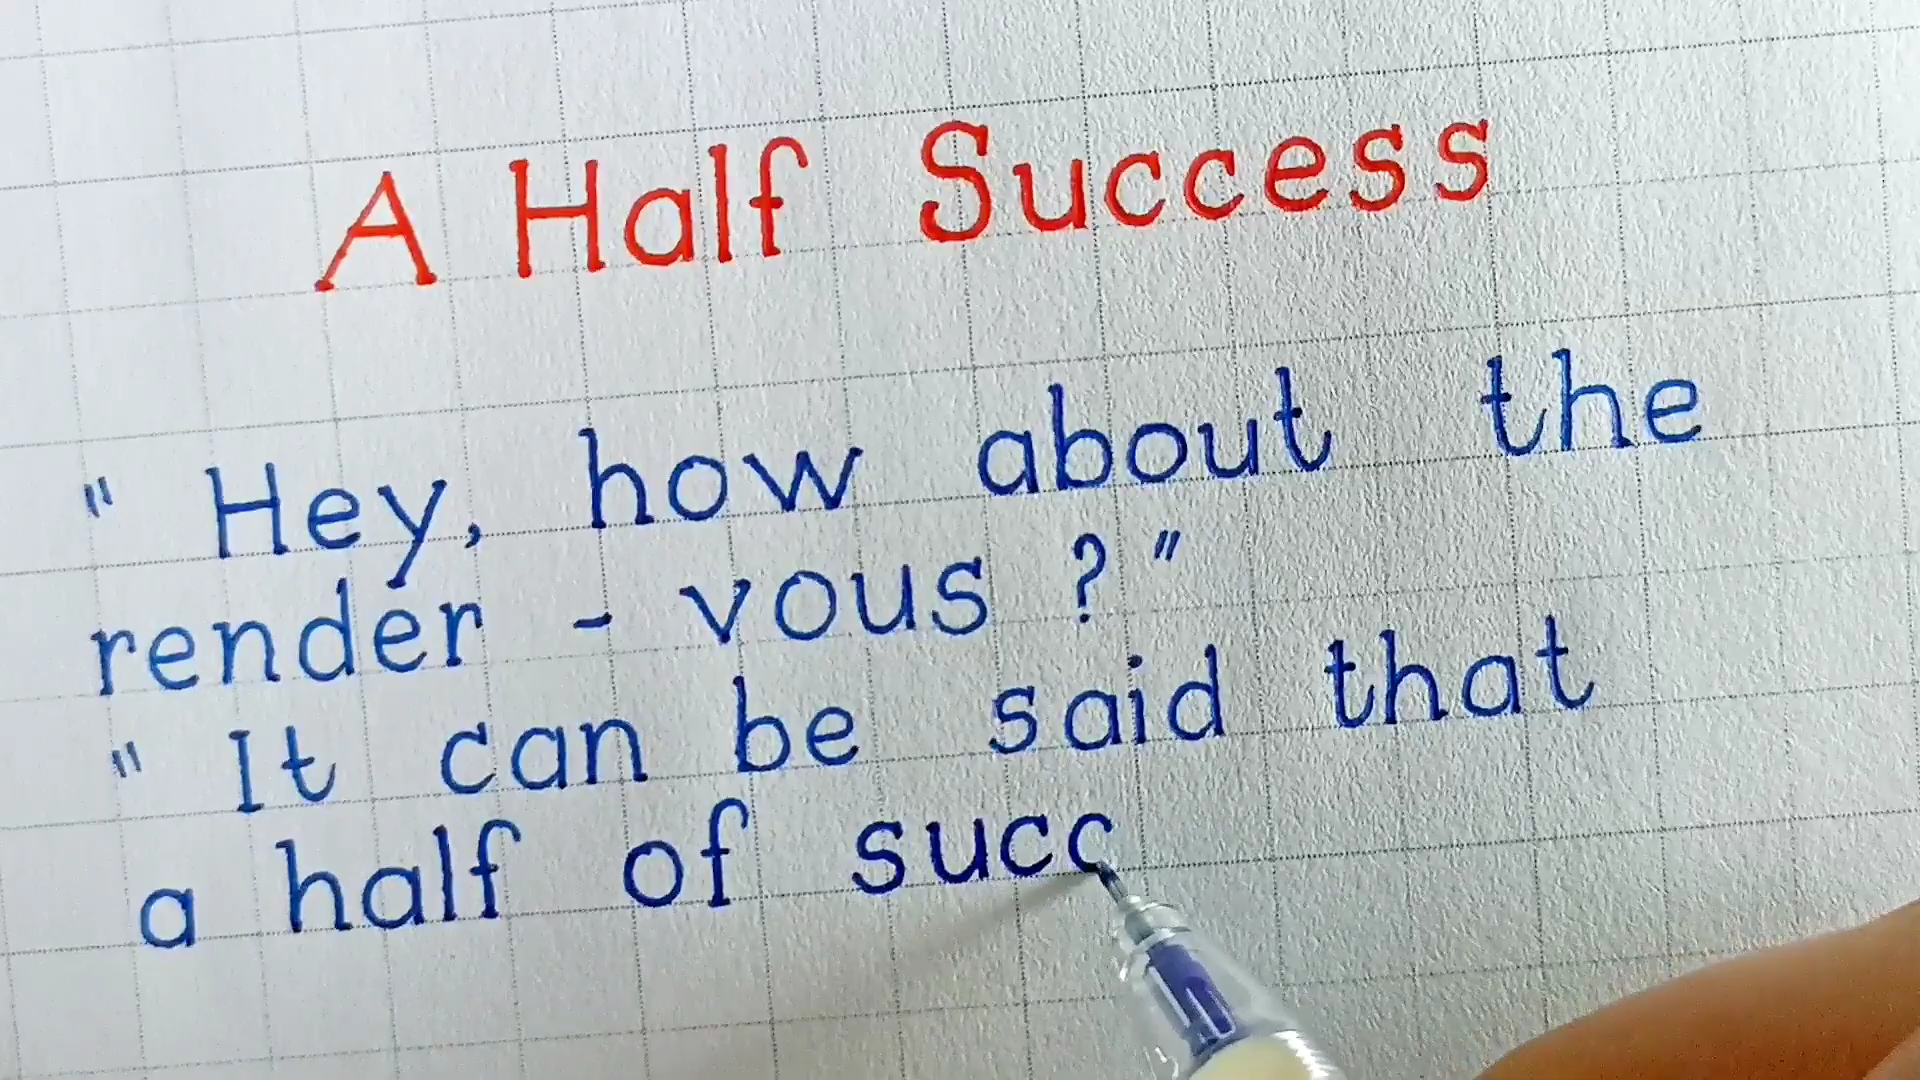 A Half Success
" Hey, how about the
render - vous ? "
" It can be said that
a half of succ